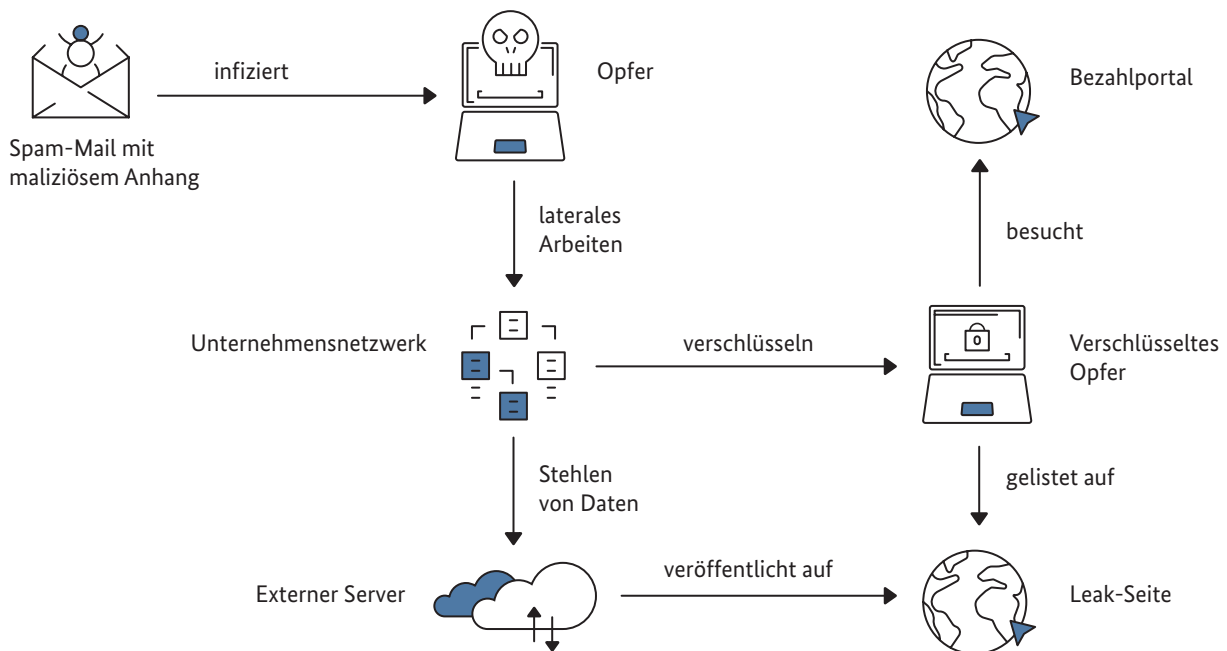 infiziert
Opfer
Bezahlportal
Spam-Mail mit
maliziösem Anhang
laterales
Arbeiten
besucht
Unternehmensnetzwerk
verschlüsseln
Verschlüsseltes
Opfer
Stehlen
von Daten
gelistet auf
Externer Server
veröffentlicht auf
Leak-Seite